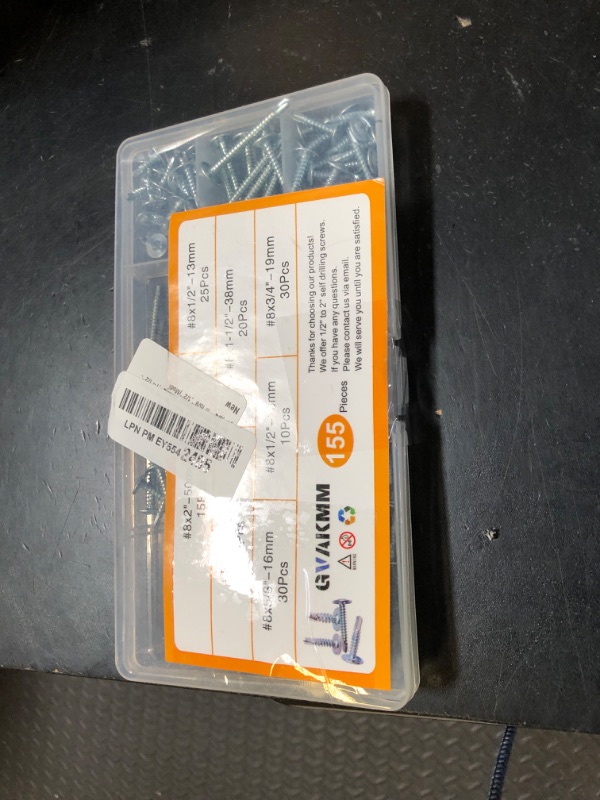 #8x1/2"-13mm
25Pcs
1-1/2"-38mm
20Pcs
#8x3/4"-19mm
30Pcs
#8x2"-50
#8x1/2"
10Pcs
-16mm
30Pcs
Thanks for choosing our products!
We offer 1/2" to 2" self drilling screws.
If you have any questions.
Please contact us via email.
We will serve you until you are satisfied.
155 Pieces
GVAKMM
New
LPN PM EY554